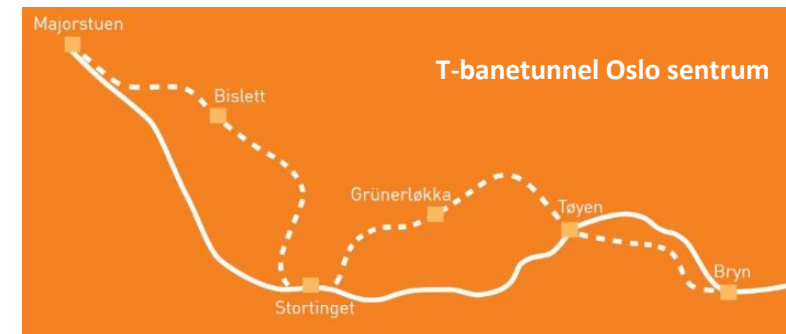 Majorstuen
T-banetunnel Oslo sentrum
Bislett
Grünerløkka
Tøyen
Bryn
Stortinget